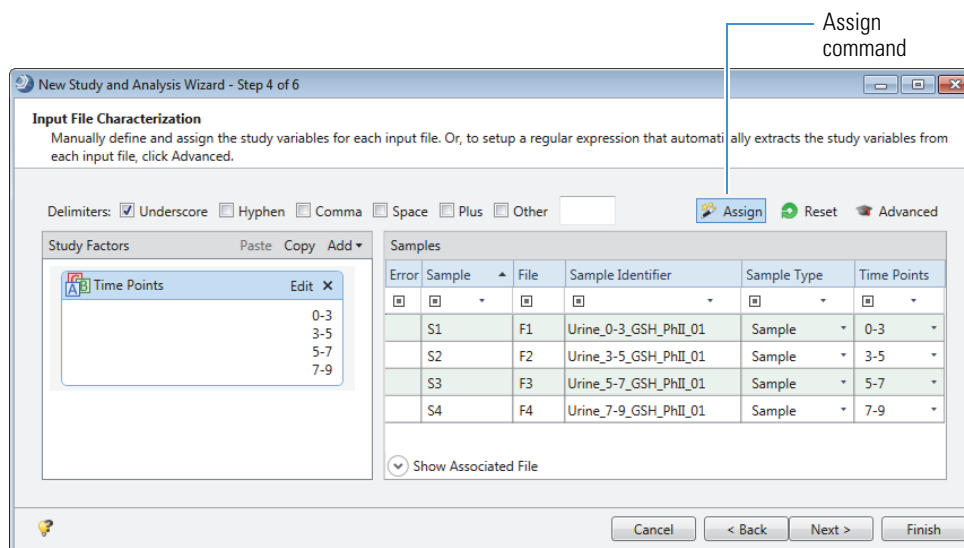 Assign
command
New Study and Analysis Wizard - Step 4 of 6
Input File Characterization
Manually define and assign the study variables for each input file. Or, to setup a regular expression that automatically extracts the study variables from
each input file, click Advanced.
Delimiters: Underscore Hyphen Comma Space Plus Other Assign Reset Advanced
Study Factors Paste Copy Add
Time Points Edit X
0-3
3-5
5-7
7-9
Samples
Error Sample File Sample Identifier Sample Type Time Points
S1 F1 Urine_0-3_GSH_PhII_01 Sample 0-3
S2 F2 Urine_3-5_GSH_PhII_01 Sample 3-5
S3 F3 Urine_5-7_GSH_PhII_01 Sample 5-7
S4 F4 Urine_7-9_GSH_PhII_01 Sample 7-9
Show Associated File
Cancel < Back Next > Finish